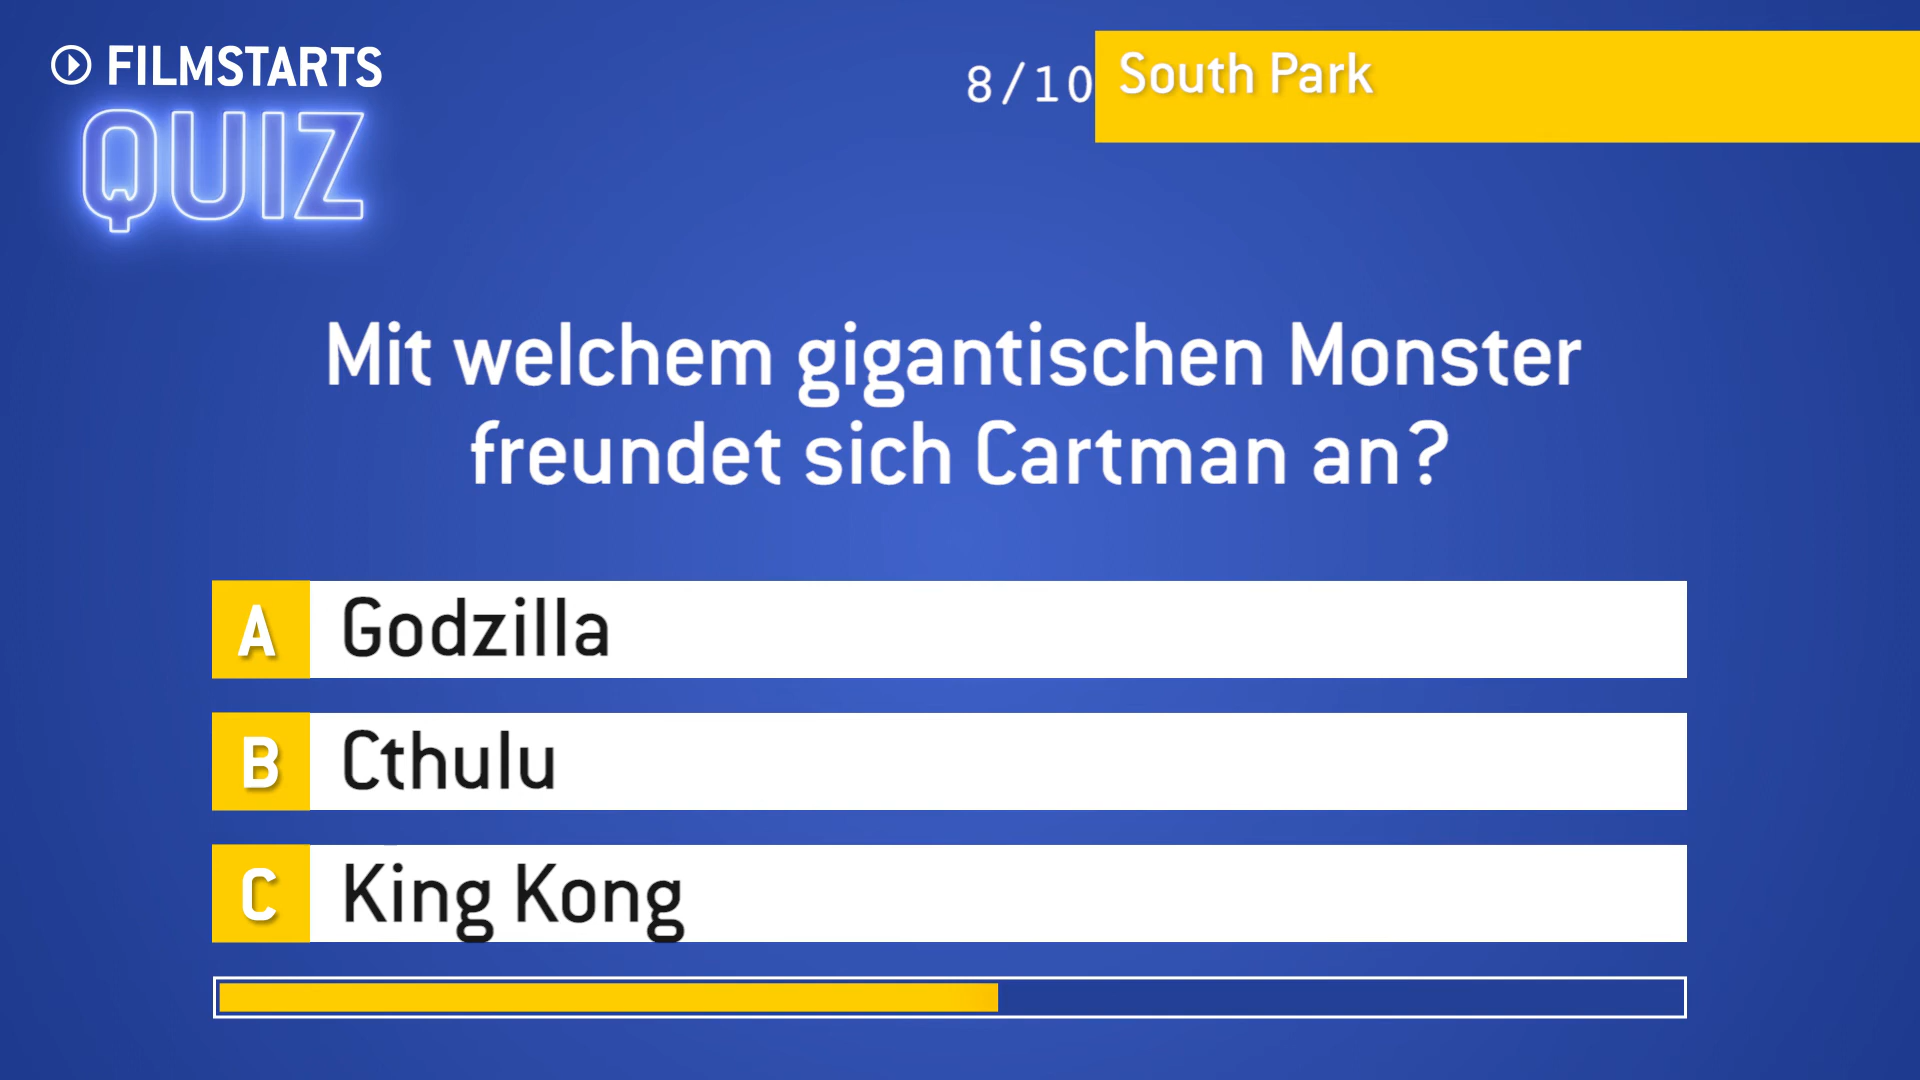 FILMSTARTS
QUIZ
8/10
South Park
Mit welchem gigantischen Monster
freundet sich Cartman an?
A Godzilla
B Cthulu
C King Kong